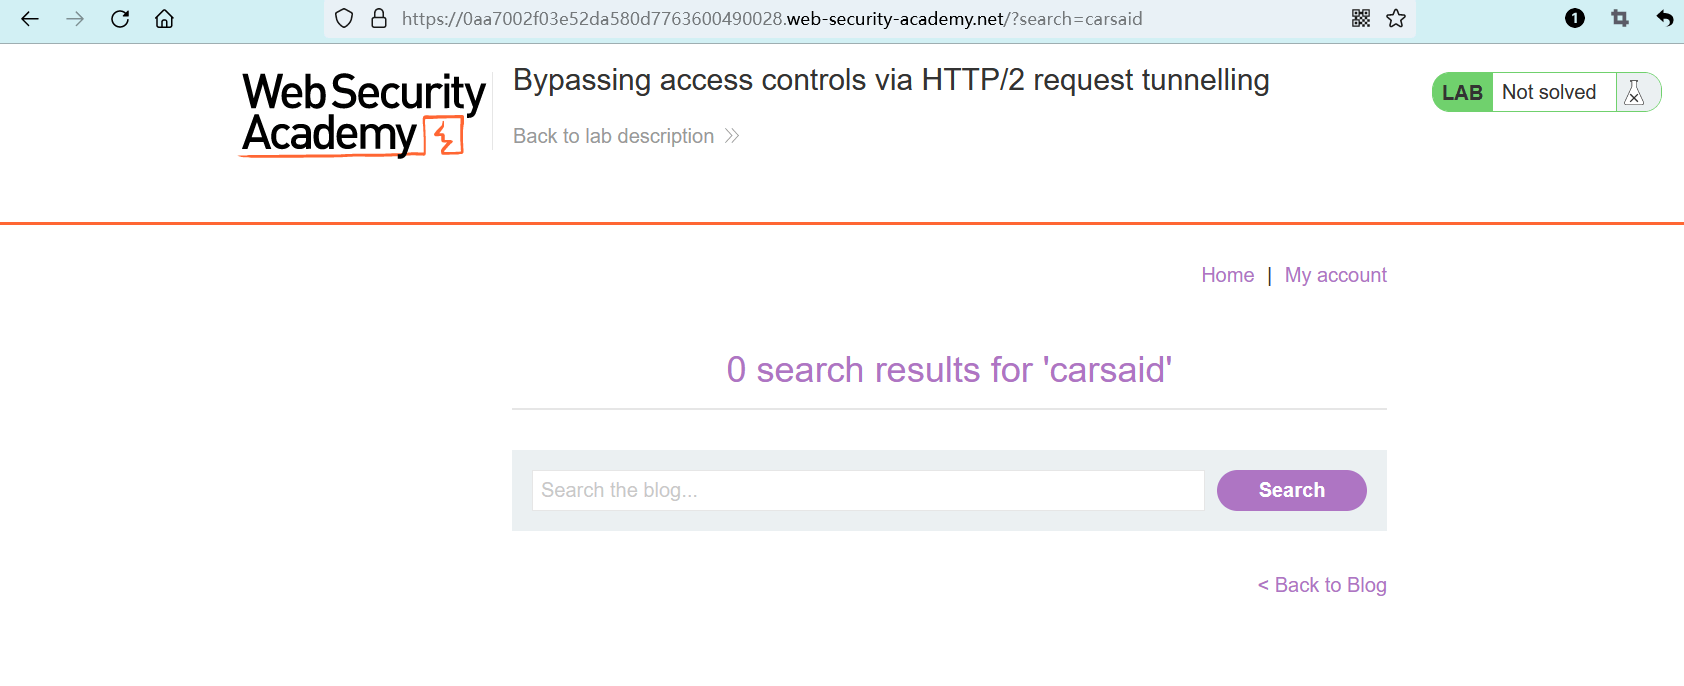 https://0aa7002f03e52da580d7763600490028.web-security-academy.net/?search=carsaid
1
Web Security
Academy
Bypassing access controls via HTTP/2 request tunnelling
Back to lab description
LAB Not solved
Home | My account
0 search results for 'carsaid'
Search the blog...
Search
< Back to Blog